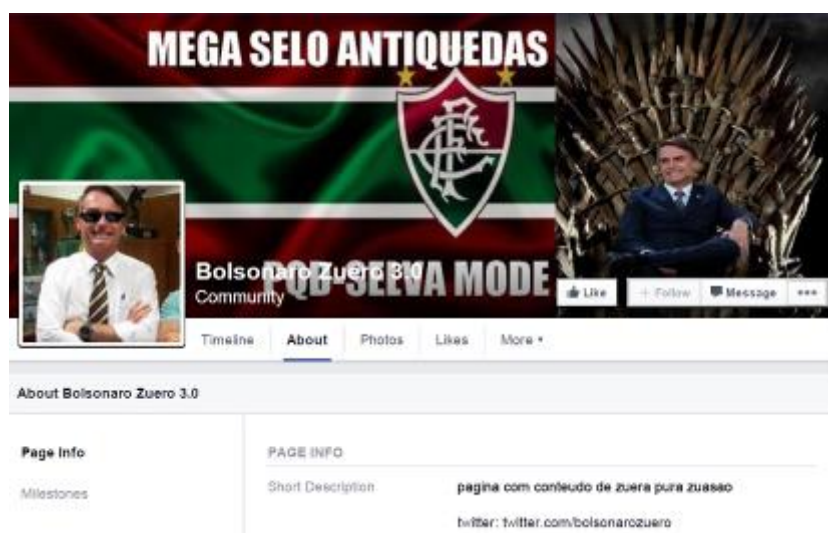 MEGA SELO ANTIQUEDAS
PQD-SEEVA MODE
Bolsonaro Zuero 3.0
Community
Like
+ Follow
Message
Timeline
About
Photos
Likes
More
About Bolsonaro Zuero 3.0
Page Info
PAGE INFO
Milestones
Short Description
pagina com conteudo de zuera pura zuassao
twitter: twitter.com/bolsonarozuero